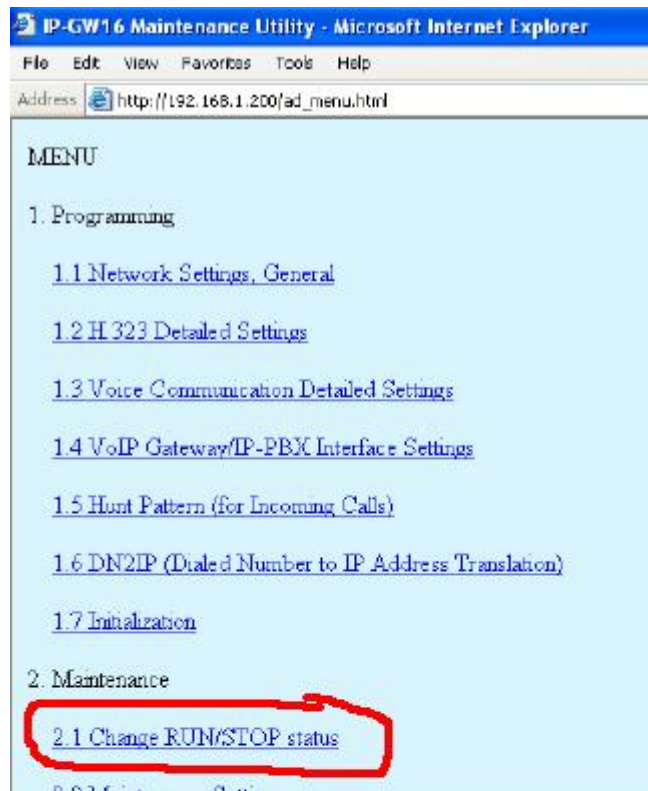 IP-GW16 Maintenance Utility - Microsoft Internet Explorer
File Edit View Favorites Tools Help
Address http://192.168.1.200/ad_menu.html
MENU
1. Programming
1.1 Network Settings, General
1.2 H.323 Detailed Settings
1.3 Voice Communication Detailed Settings
1.4 VoIP Gateway/IP-PBX Interface Settings
1.5 Hunt Pattern (for Incoming Calls)
1.6 DN2IP (Dialed Number to IP Address Translation)
1.7 Initialization
2. Maintenance
2.1 Change RUN/STOP status